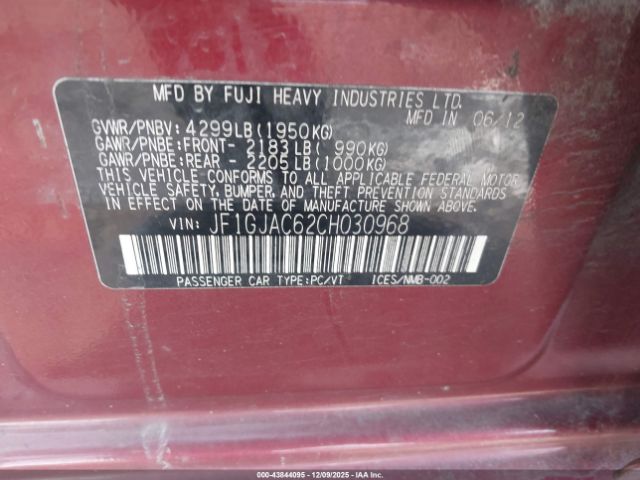 MFD BY FUJI HEAVY INDUSTRIES LTD.
MFD IN 06/12
GVWR/PNBV: 4299LB(1950KG)
GAWR/PNBE:FRONT- 2183LB( 990KG)
GAWR/PNBE:REAR - 2205LB(1000KG)
THIS VEHICLE CONFORMS TO ALL APPLICABLE FEDERAL MOTOR
VEHICLE SAFETY, BUMPER, AND THEFT PREVENTION STANDARDS
IN EFFECT ON THE DATE OF MANUFACTURE SHOWN ABOVE.
VIN: JF1GJAC62CH030968
PASSENGER CAR TYPE:PC/VT ICES/NMB-002
000-43844095 - 12/09/2025 - IAA Inc.